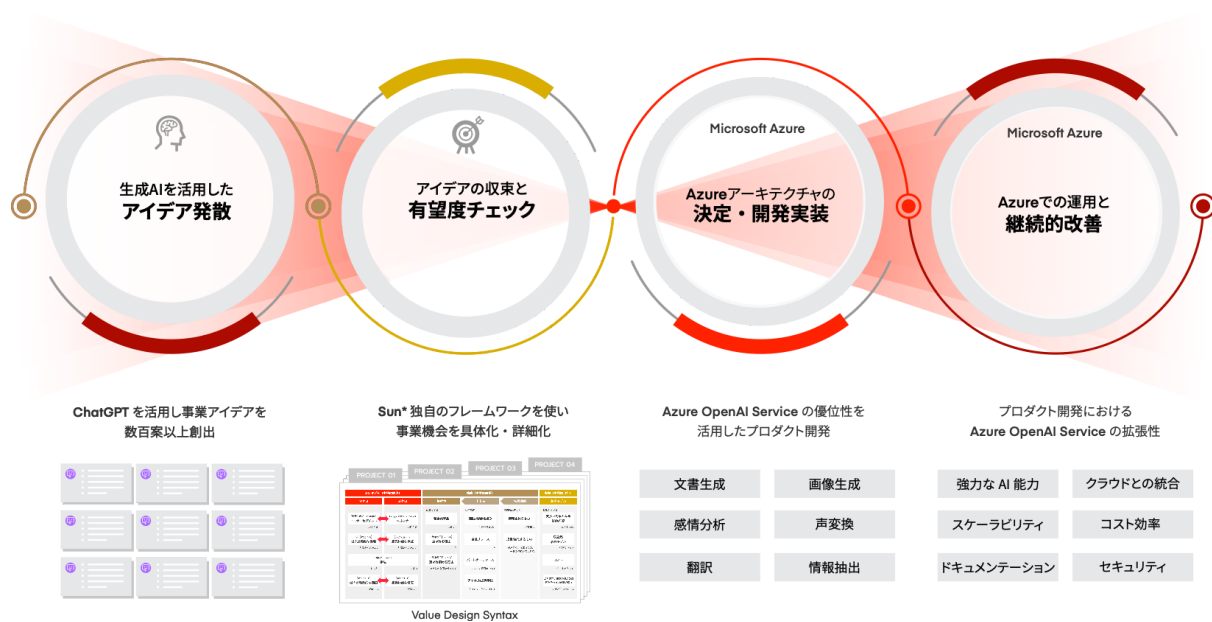 生成AIを活用した
アイデア発散
アイデアの収束と
有望度チェック
Microsoft Azure
Azureアーキテクチャの
決定・開発実装
Microsoft Azure
Azureでの運用と
継続的改善
ChatGPT を活用し事業アイデアを
数百案以上創出
Sun* 独自のフレームワークを使い
事業機会を具体化・詳細化
PROJECT 01
PROJECT 02
PROJECT 03
PROJECT 04
Value Design Syntax
Azure OpenAI Service の優位性を
活用したプロダクト開発
文書生成
画像生成
感情分析
声変換
翻訳
情報抽出
プロダクト開発における
Azure OpenAI Service の拡張性
強力な AI 能力
クラウドとの統合
スケーラビリティ
コスト効率
ドキュメンテーション
セキュリティ